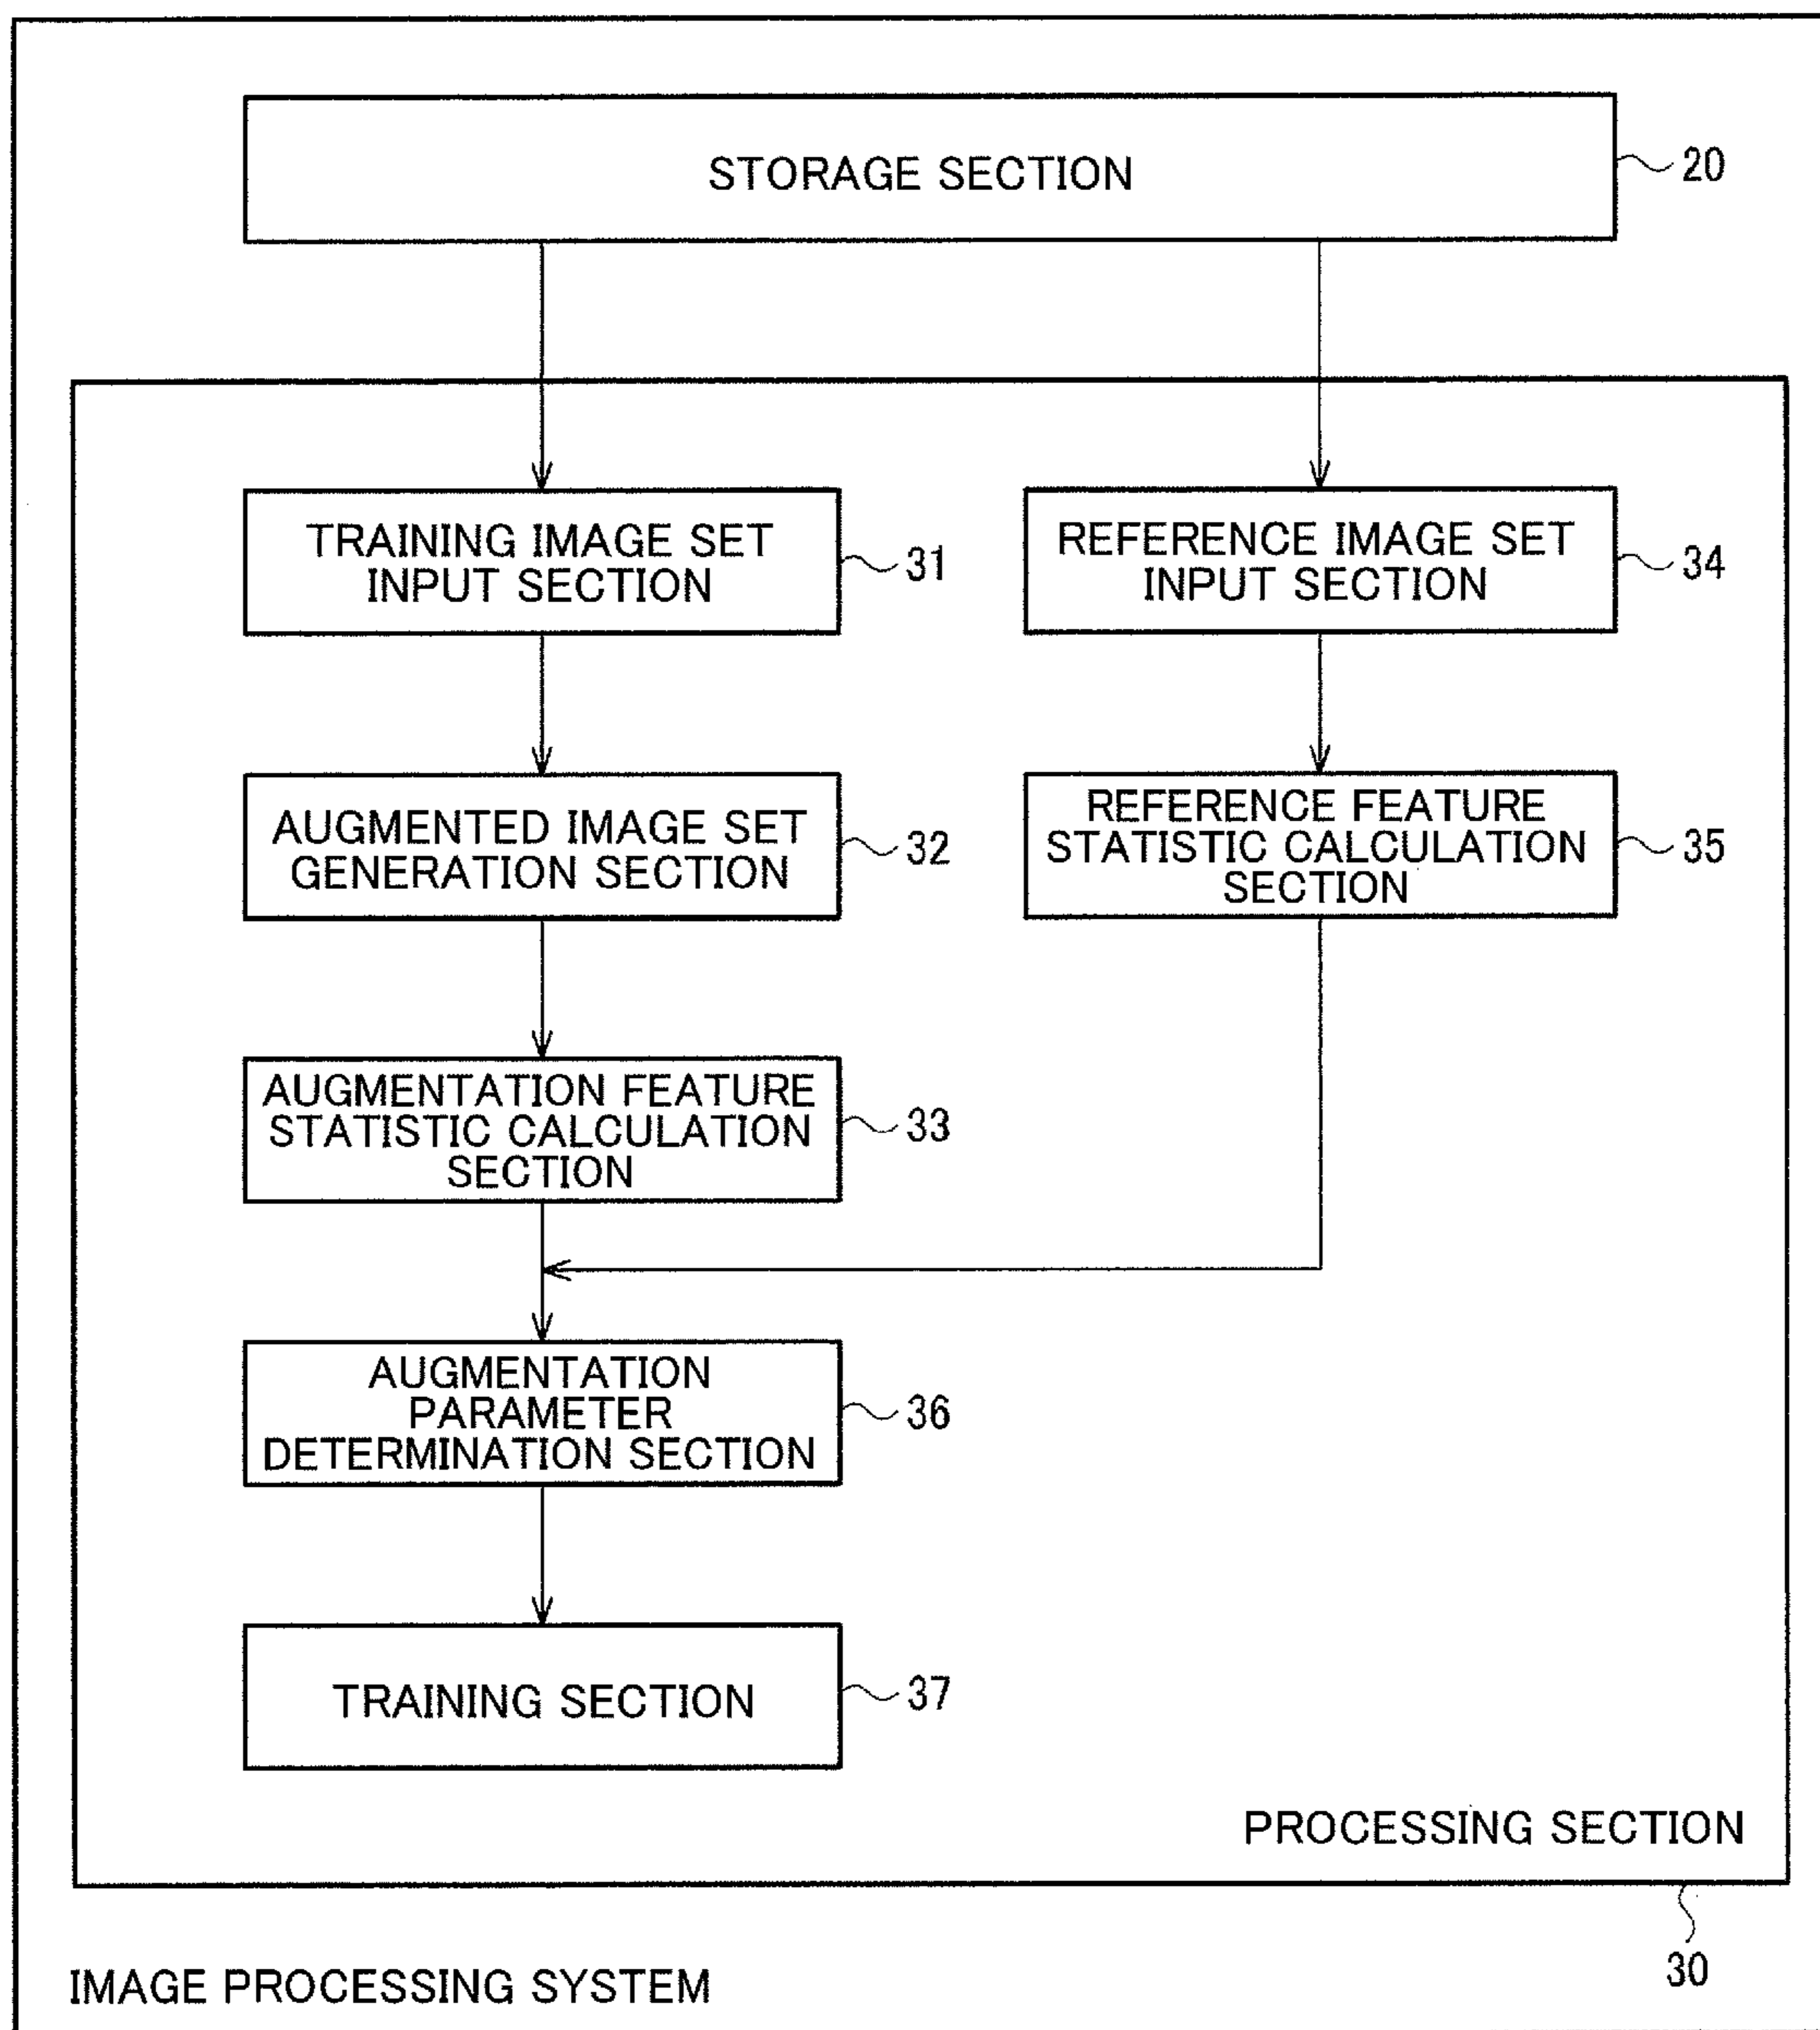 STORAGE SECTION
20
TRAINING IMAGE SET
INPUT SECTION
31
REFERENCE IMAGE SET
INPUT SECTION
34
AUGMENTED IMAGE SET
GENERATION SECTION
32
REFERENCE FEATURE
STATISTIC CALCULATION
SECTION
35
AUGMENTATION FEATURE
STATISTIC CALCULATION
SECTION
33
AUGMENTATION
PARAMETER
DETERMINATION SECTION
36
TRAINING SECTION
37
PROCESSING SECTION
30
IMAGE PROCESSING SYSTEM